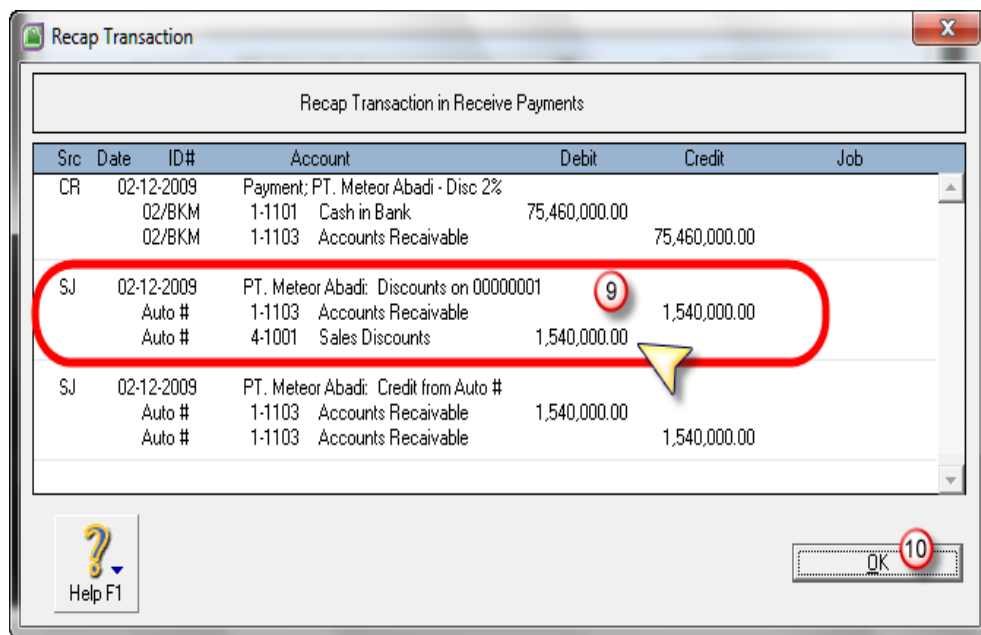 Recap Transaction
X
Recap Transaction in Receive Payments
Src Date ID# Account Debit Credit Job
CR 02-12-2009 Payment; PT. Meteor Abadi - Disc 2%
02/BKM 1-1101 Cash in Bank 75,460,000.00
02/BKM 1-1103 Accounts Recaivable 75,460,000.00
SJ 02-12-2009 PT. Meteor Abadi: Discounts on 00000001 9
Auto # 1-1103 Accounts Recaivable 1,540,000.00
Auto # 4-1001 Sales Discounts 1,540,000.00
SJ 02-12-2009 PT. Meteor Abadi: Credit from Auto #
Auto # 1-1103 Accounts Recaivable 1,540,000.00
Auto # 1-1103 Accounts Recaivable 1,540,000.00
?
Help F1
OK 10